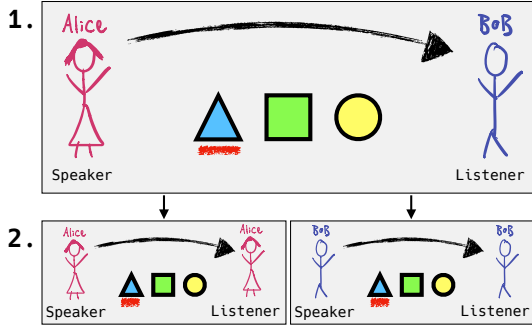 1.
Alice
BOB
Speaker
Listener
2.
Alice
Alice
Speaker
Listener
BOB
BOB
Speaker
Listener